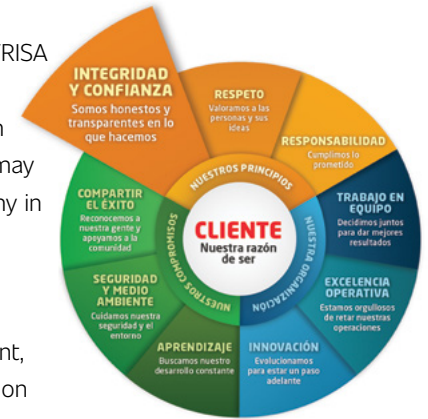 RISA
n
may
ny in
nt,
on
INTEGRIDAD
Y CONFIANZA
Somos honestos y
transparentes en lo
que hacemos
RESPETO
Valoramos a las
personas y sus
ideas
RESPONSABILIDAD
Cumplimos lo
prometido
TRABAJO EN
EQUIPO
Decidimos juntos
para dar mejores
resultados
EXCELENCIA
OPERATIVA
Estamos orgullosos
de retar nuestras
operaciones
INNOVACIÓN
Evolucionamos
para estar un paso
adelante
APRENDIZAJE
Buscamos nuestro
desarrollo constante
SEGURIDAD
Y MEDIO
AMBIENTE
Cuidamos nuestra
seguridad y el
entorno
COMPARTIR
EL ÉXITO
Reconocemos a
nuestra gente y
apoyamos a la
comunidad
NUESTROS PRINCIPIOS
NUESTRA ORGANIZACIÓN
NUESTROS COMPROMISOS
CLIENTE
Nuestra razón
de ser